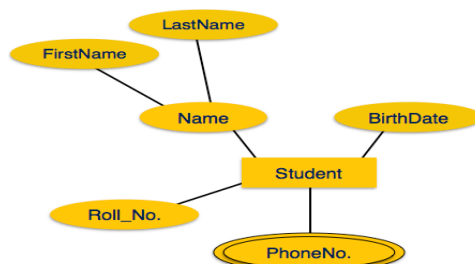 LastName
FirstName
Name
BirthDate
Student
Roll_No.
PhoneNo.